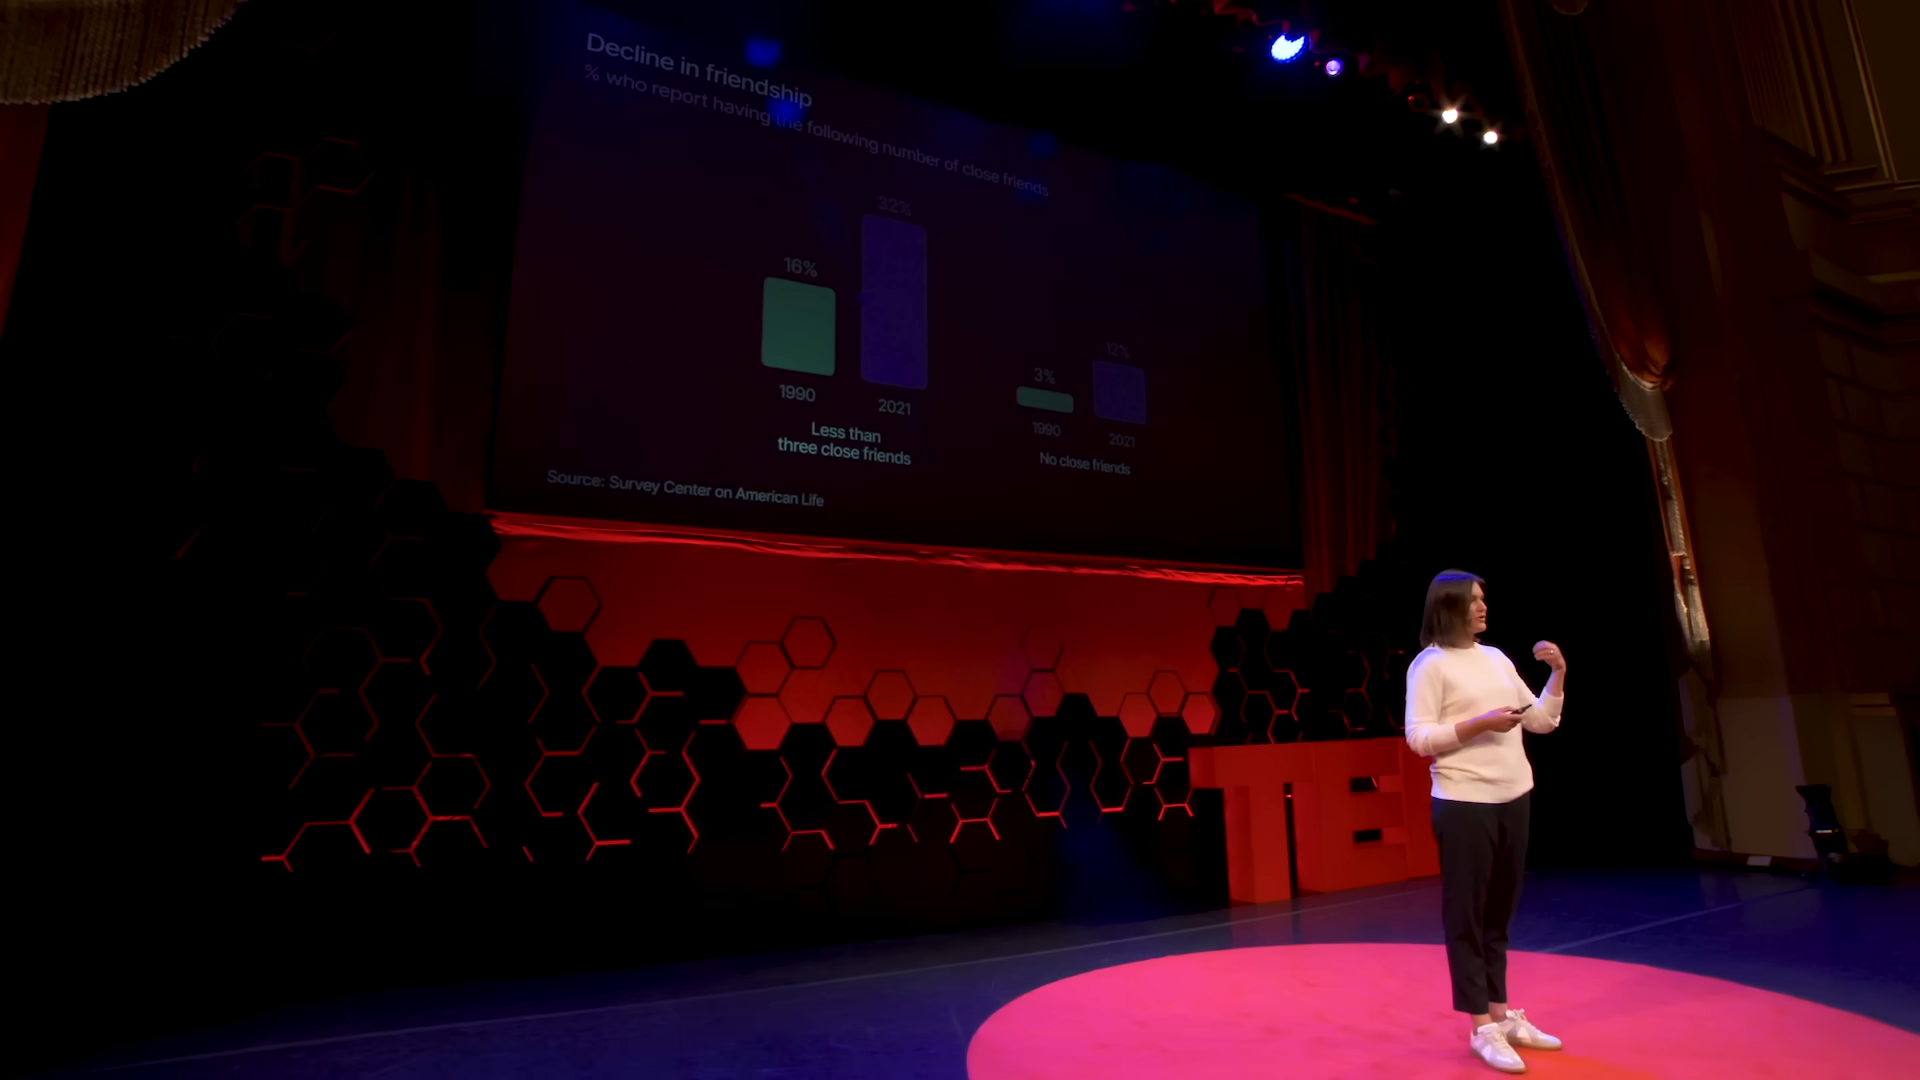 Decline in friendship
% who report having the following number of close friends
32%
16%
12%
3%
1990
2021
1990
2021
Less than
three close friends
No close friends
Source: Survey Center on American Life
TED